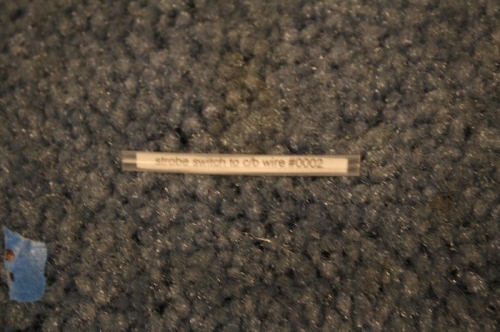 strobe switch to c/b wire #0002